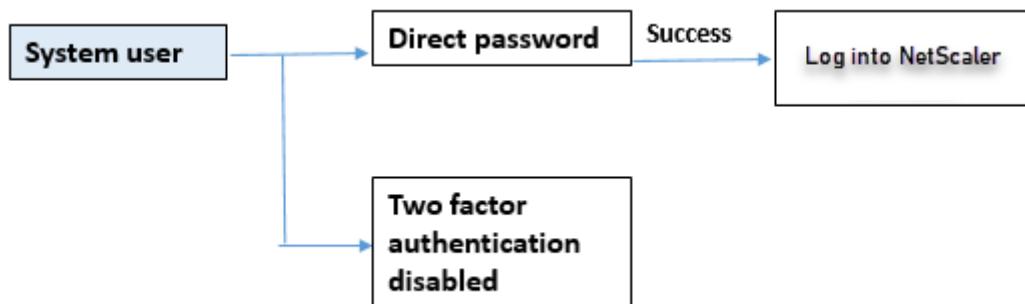 System user
Direct password
Success
Log into NetScaler
Two factor
authentication
disabled